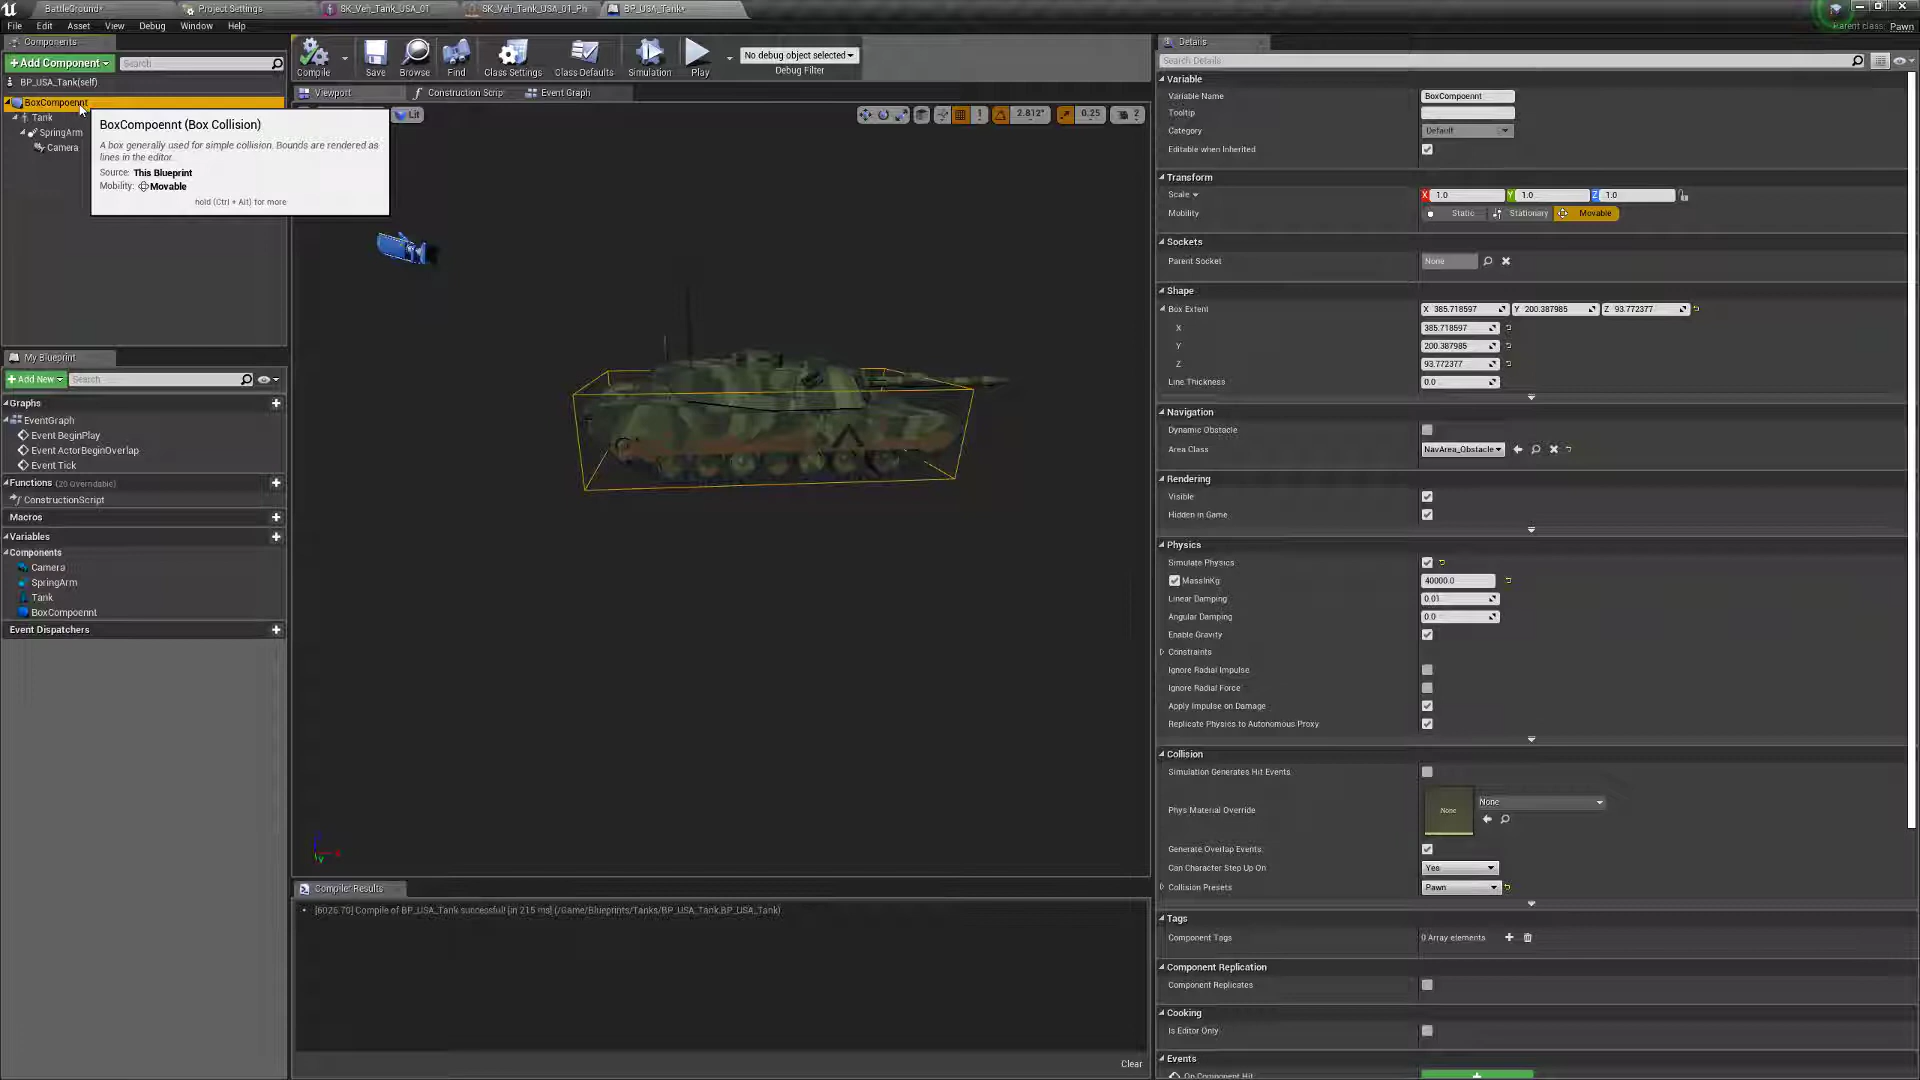 BattleGround*
Project Settings
SK_Veh_Tank_USA_01
SK_Veh_Tank_USA_01_Ph
BP_USA_Tank*
File Edit Asset View Debug Window Help
Parent class: Pawn
Components
+Add Component
Search
BP_USA_Tank(self)
BoxCompoennt
Tank
SpringArm
Camera
BoxCompoennt (Box Collision)
A box generally used for simple collision. Bounds are rendered as
lines in the editor.
Source: This Blueprint
Mobility: Movable
hold (Ctrl + Alt) for more
My Blueprint
+Add New
Search
Graphs
EventGraph
Event BeginPlay
Event ActorBeginOverlap
Event Tick
Functions (20 Overridable)
ConstructionScript
Macros
Variables
Components
Camera
SpringArm
Tank
BoxCompoennt
Event Dispatchers
Compile
Save
Browse
Find
Class Settings
Class Defaults
Simulation
Play
No debug object selected
Debug Filter
Viewport
Construction Scrip
Event Graph
Lit
2.812°
0.25
2
Compiler Results
[6026.70] Compile of BP_USA_Tank successful! [in 215 ms] (/Game/Blueprints/Tanks/BP_USA_Tank.BP_USA_Tank)
Clear
Details
Search Details
Variable
Variable Name BoxCompoennt
Tooltip
Category Default
Editable when Inherited
Transform
Scale X 1.0 Y 1.0 Z 1.0
Mobility Static Stationary Movable
Sockets
Parent Socket None
Shape
Box Extent X 385.718597 Y 200.387985 Z 93.772377
X 385.718597
Y 200.387985
Z 93.772377
Line Thickness 0.0
Navigation
Dynamic Obstacle
Area Class NavArea_Obstacle
Rendering
Visible
Hidden in Game
Physics
Simulate Physics
MassInKg 40000.0
Linear Damping 0.01
Angular Damping 0.0
Enable Gravity
Constraints
Ignore Radial Impulse
Ignore Radial Force
Apply Impulse on Damage
Replicate Physics to Autonomous Proxy
Collision
Simulation Generates Hit Events
Phys Material Override None None
Generate Overlap Events
Can Character Step Up On Yes
Collision Presets Pawn
Tags
Component Tags 0 Array elements
Component Replication
Component Replicates
Cooking
Is Editor Only
Events
On Component Hit